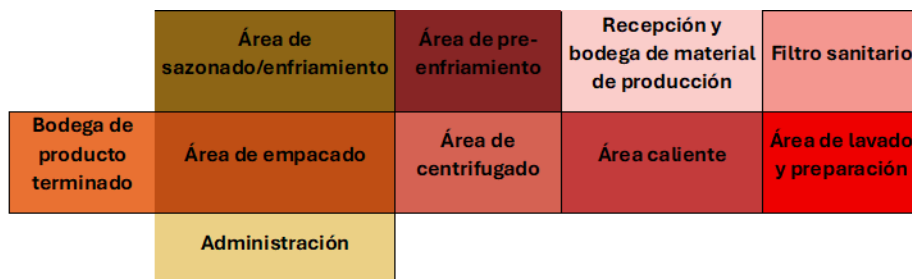 Área de
sazonado/enfriamiento
Área de pre-
enfriamiento
Recepción y
bodega de material
de producción
Filtro sanitario
Bodega de
producto
terminado
Área de empacado
Área de
centrifugado
Área caliente
Área de lavado
y preparación
Administración